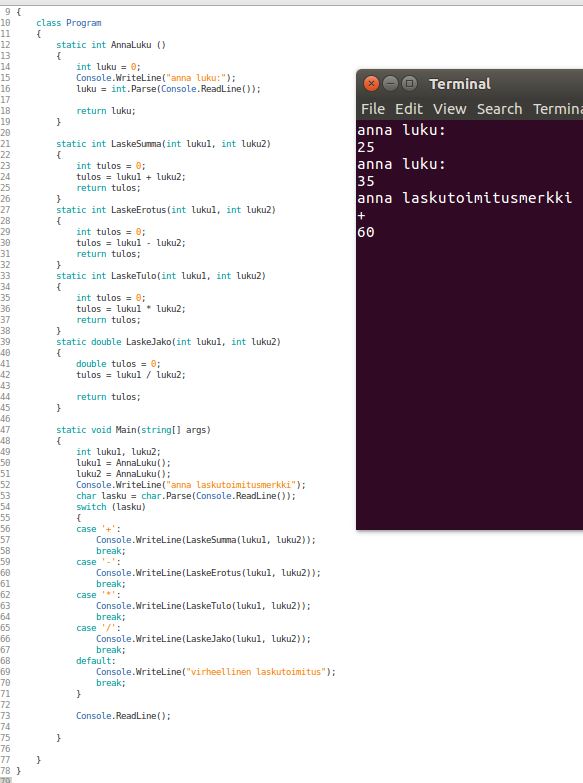 9 {
10     class Program
11     {
12         static int AnnaLuku ()
13         {
14             int luku = 0;
15             Console.WriteLine("anna luku:");
16             luku = int.Parse(Console.ReadLine());
17
18             return luku;
19         }
20
21         static int LaskeSumma(int luku1, int luku2)
22         {
23             int tulos = 0;
24             tulos = luku1 + luku2;
25             return tulos;
26         }
27         static int LaskeErotus(int luku1, int luku2)
28         {
29             int tulos = 0;
30             tulos = luku1 - luku2;
31             return tulos;
32         }
33         static int LaskeTulo(int luku1, int luku2)
34         {
35             int tulos = 0;
36             tulos = luku1 * luku2;
37             return tulos;
38         }
39         static double LaskeJako(int luku1, int luku2)
40         {
41             double tulos = 0;
42             tulos = luku1 / luku2;
43
44             return tulos;
45         }
46
47         static void Main(string[] args)
48         {
49             int luku1, luku2;
50             luku1 = AnnaLuku();
51             luku2 = AnnaLuku();
52             Console.WriteLine("anna laskutoimitusmerkki");
53             char lasku = char.Parse(Console.ReadLine());
54             switch (lasku)
55             {
56             case '+':
57                 Console.WriteLine(LaskeSumma(luku1, luku2));
58                 break;
59             case '-':
60                 Console.WriteLine(LaskeErotus(luku1, luku2));
61                 break;
62             case '*':
63                 Console.WriteLine(LaskeTulo(luku1, luku2));
64                 break;
65             case '/':
66                 Console.WriteLine(LaskeJako(luku1, luku2));
67                 break;
68             default:
69                 Console.WriteLine("virheellinen laskutoimitus");
70                 break;
71             }
72
73             Console.ReadLine();
74
75         }
76
77     }
78 }
79
Terminal
File Edit View Search Termina
anna luku:
25
anna luku:
35
anna laskutoimitusmerkki
+
60